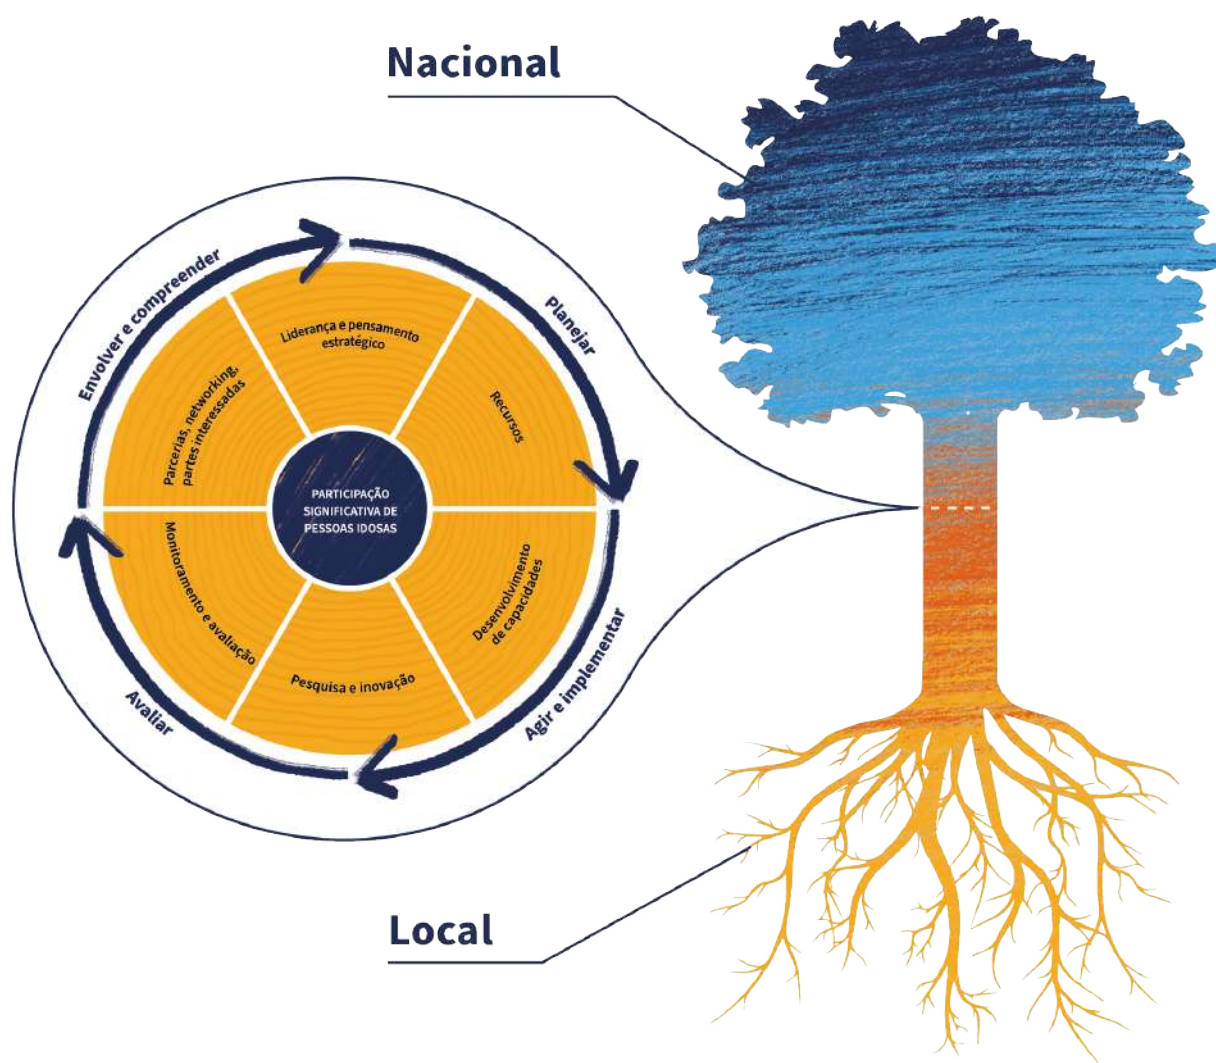 Nacional
Envolver e compreender
Planejar
Liderança e pensamento
estratégico
Parcerias, networking,
partes interessadas
Recursos
PARTICIPAÇÃO
SIGNIFICATIVA DE
PESSOAS IDOSAS
Monitoramento e avaliação
Desenvolvimento
de capacidades
Pesquisa e inovação
Avaliar
Agir e implementar
Local